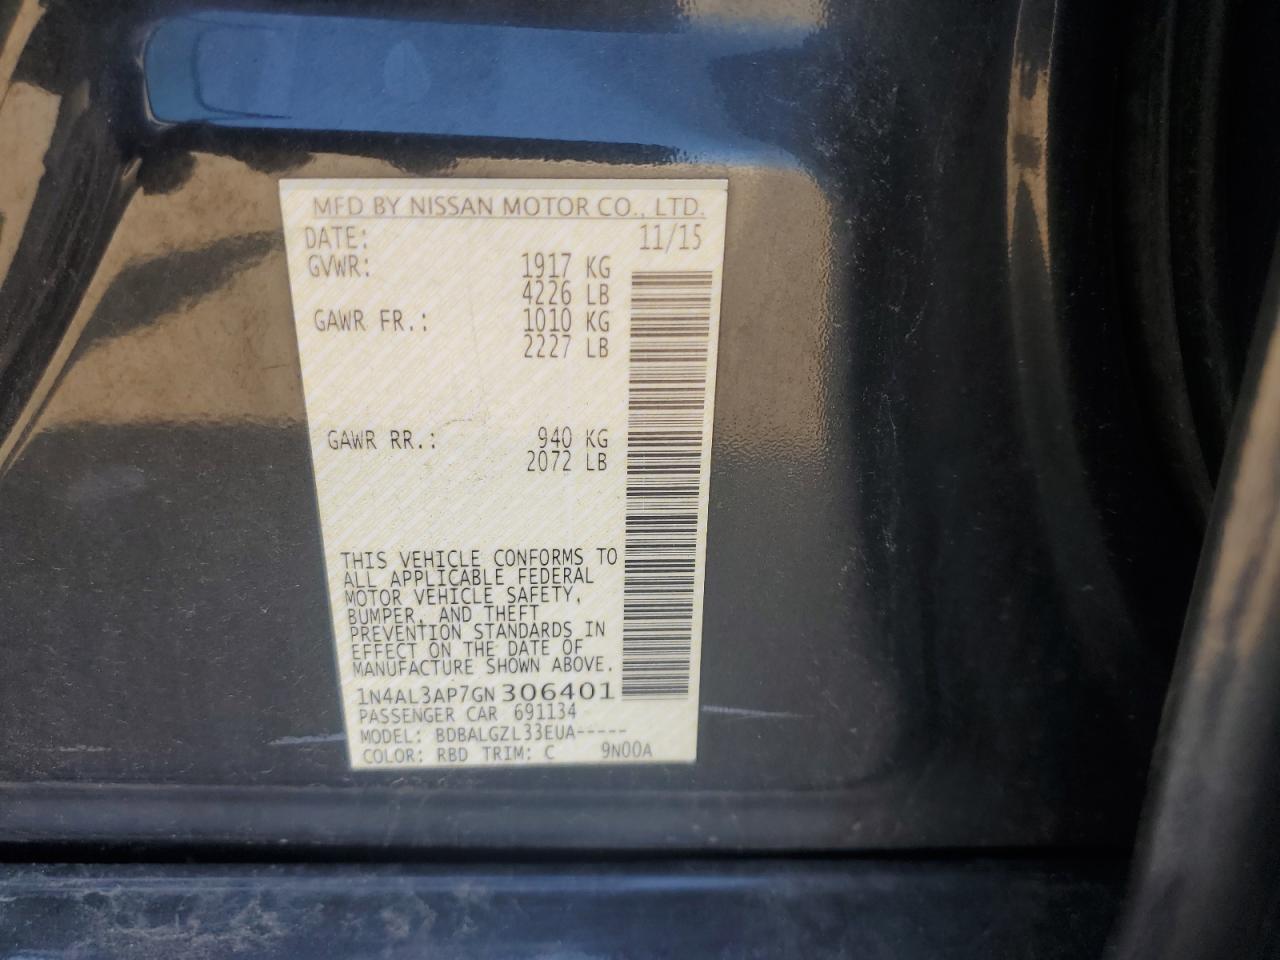 MFD BY NISSAN MOTOR CO., LTD.
DATE: 11/15
GVWR: 1917 KG
4226 LB
GAWR FR.: 1010 KG
2227 LB
GAWR RR.: 940 KG
2072 LB
THIS VEHICLE CONFORMS TO
ALL APPLICABLE FEDERAL
MOTOR VEHICLE SAFETY,
BUMPER, AND THEFT
PREVENTION STANDARDS IN
EFFECT ON THE DATE OF
MANUFACTURE SHOWN ABOVE.
1N4AL3AP7GN306401
PASSENGER CAR 691134
MODEL: BDBALGZL33EUA-----
COLOR: RBD TRIM: C 9N00A